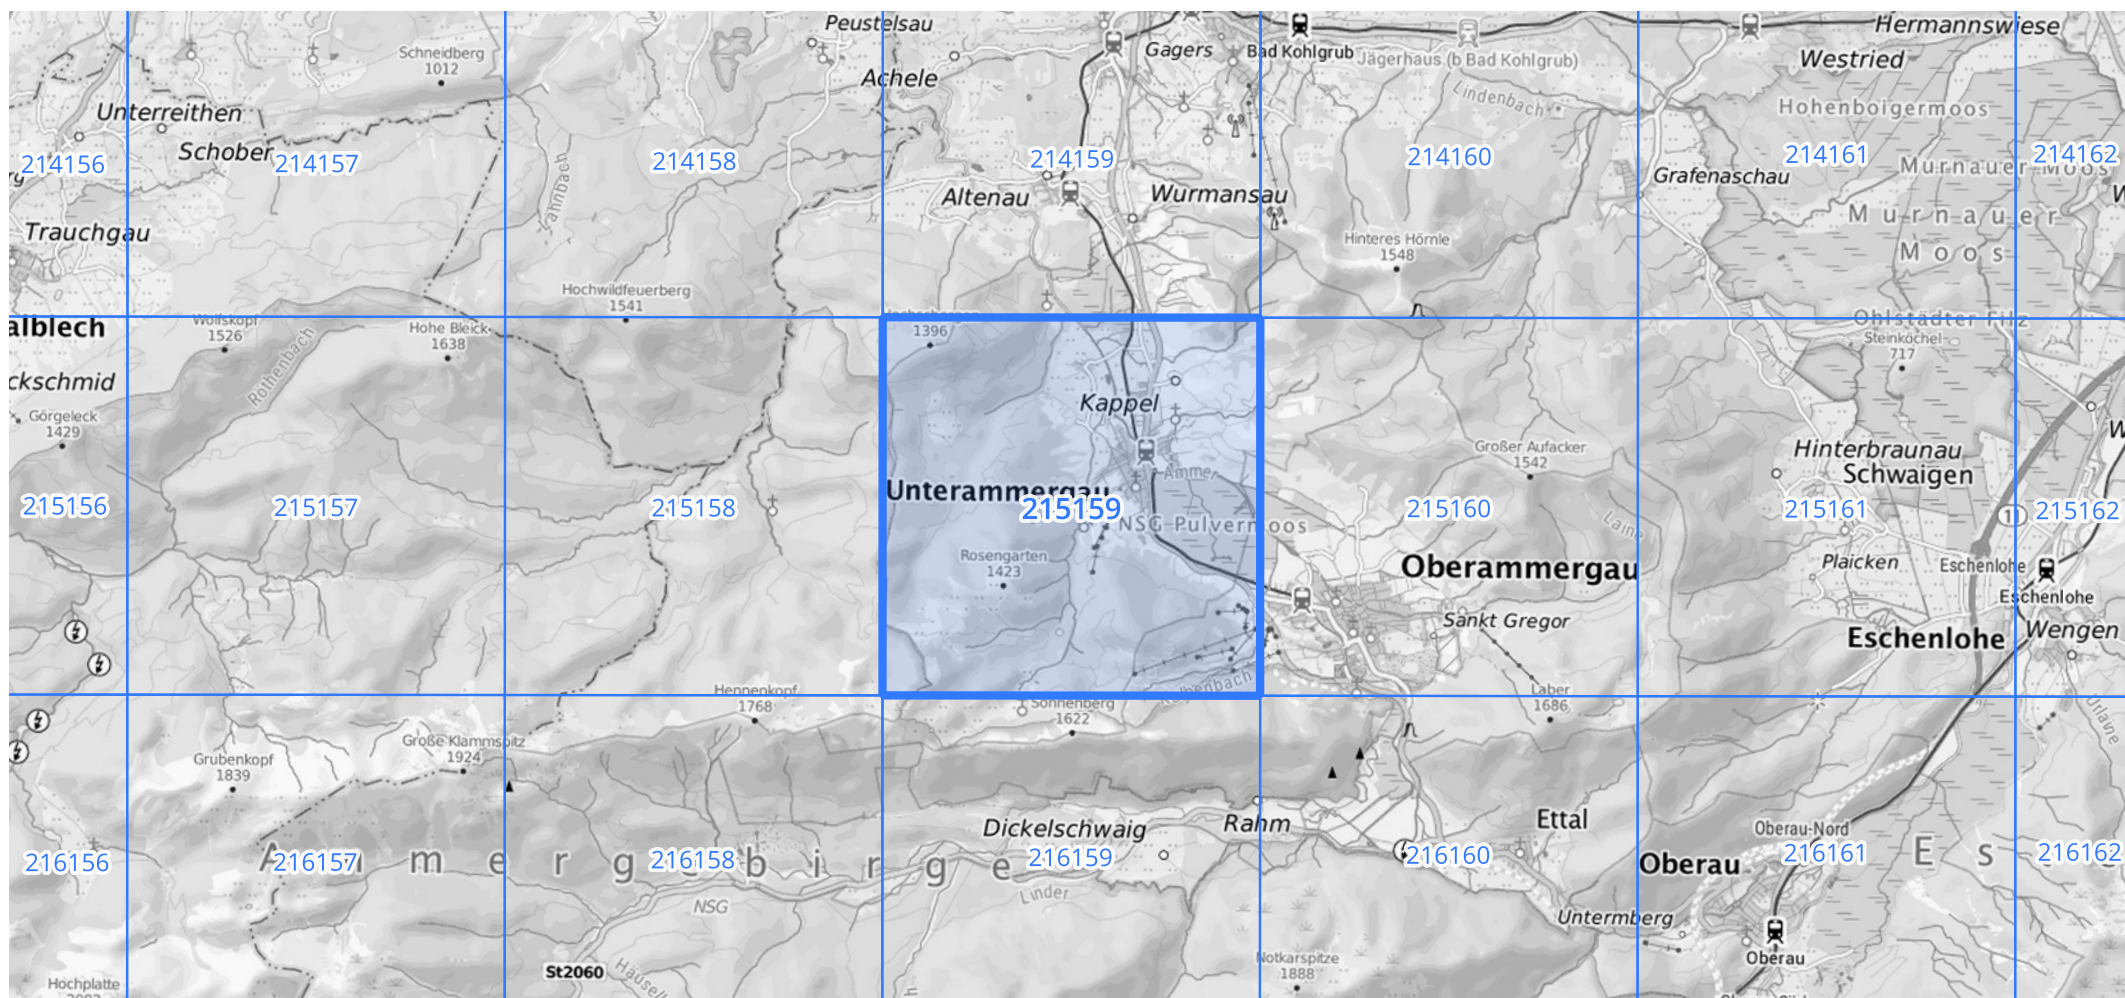 Peustelsau
Schneidberg
1012
Achele
Gagers
Bad Kohlgrub
Jägerhaus (b Bad Kohlgrub)
Hermannswiese
Westried
Unterreithen
Schober
Lindenbach
Hohenboigermoos
214156
214157
214158
214159
214160
214161
214162
Murnauer Moos
Grafenaschau
Altenau
Wurmansau
Trauchgau
Hinteres Hörnle
1548
Murnauer
Moos
Hochwildfeuerberg
1541
alblech
Wolfskopf
1526
Hohe Bleick
1638
Röthenbach
1396
Ohlstädter Filz
Steinköchel
717
ckschmid
Görgeleck
1429
Kappel
Ammer
Großer Aufacker
1542
Hinterbraunau
Schwaigen
Unterammergau
215156
215157
215158
215159
215160
215161
215162
NSG Pulvermoos
Laine
11
Rosengarten
1423
Oberammergau
Plaicken
Eschenlohe
Eschenlohe
Sankt Gregor
Eschenlohe
Wengen
Hennenkopf
1768
Sonnenberg
1622
Laber
1686
Urlaine
Grubenkopf
1839
Große Klammspitz
1924
Dickelschwaig
Rahm
Ettal
Oberau-Nord
216156
216157
216158
216159
216160
216161
216162
Ammergebirge
Oberau
E s
NSG
Linder
Untermberg
St2060
Notkarspitze
1888
Oberau
Hochplatte